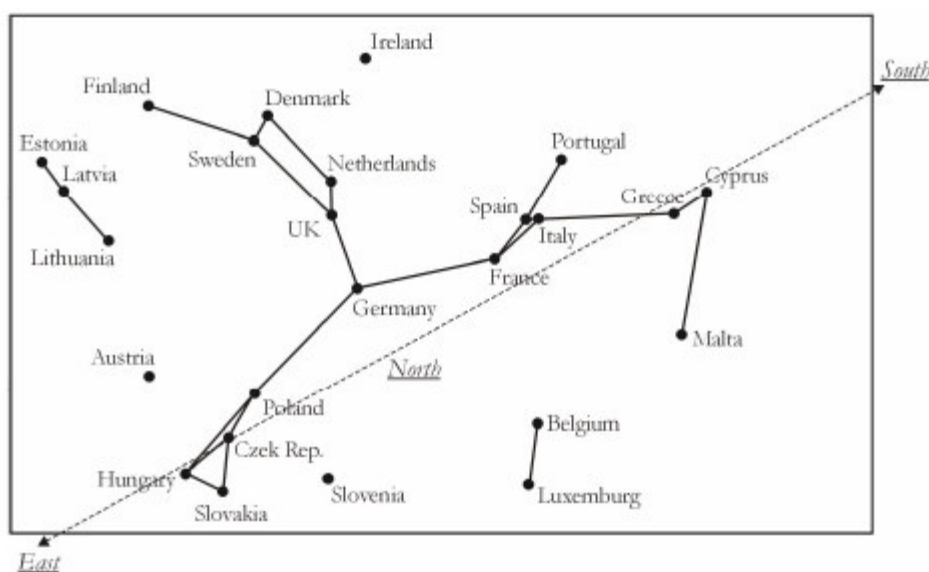 Ireland
South
Finland
Denmark
Estonia
Sweden
Portugal
Latvia
Netherlands
Cyprus
Spain
Greece
UK
Italy
Lithuania
France
Germany
Malta
Austria
North
Poland
Belgium
Czek Rep.
Hungary
Slovenia
Luxemburg
Slovakia
East